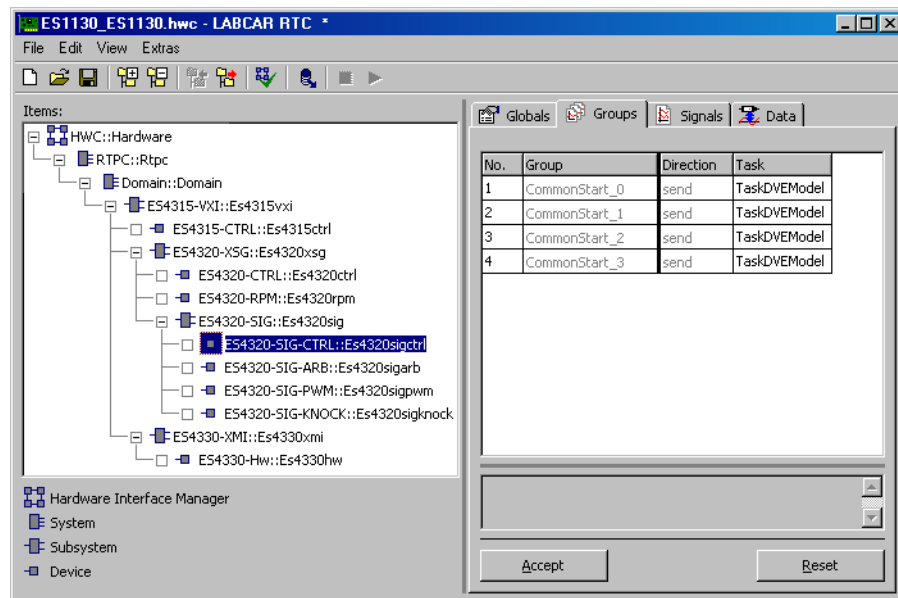 ES1130_ES1130.hwc - LABCAR RTC *
File Edit View Extras
Items:
HWC::Hardware
RTPC::Rtpc
Domain::Domain
ES4315-VXI::Es4315vxi
ES4315-CTRL::Es4315ctrl
ES4320-XSG::Es4320xsg
ES4320-CTRL::Es4320ctrl
ES4320-RPM::Es4320rpm
ES4320-SIG::Es4320sig
ES4320-SIG-CTRL::Es4320sigctrl
ES4320-SIG-ARB::Es4320sigarb
ES4320-SIG-PWM::Es4320sigpwm
ES4320-SIG-KNOCK::Es4320sigknock
ES4330-XMI::Es4330xmi
ES4330-Hw::Es4330hw
Hardware Interface Manager
System
Subsystem
Device
Globals Groups Signals Data
No. Group Direction Task
1 CommonStart_0 send TaskDVEModel
2 CommonStart_1 send TaskDVEModel
3 CommonStart_2 send TaskDVEModel
4 CommonStart_3 send TaskDVEModel
Accept Reset